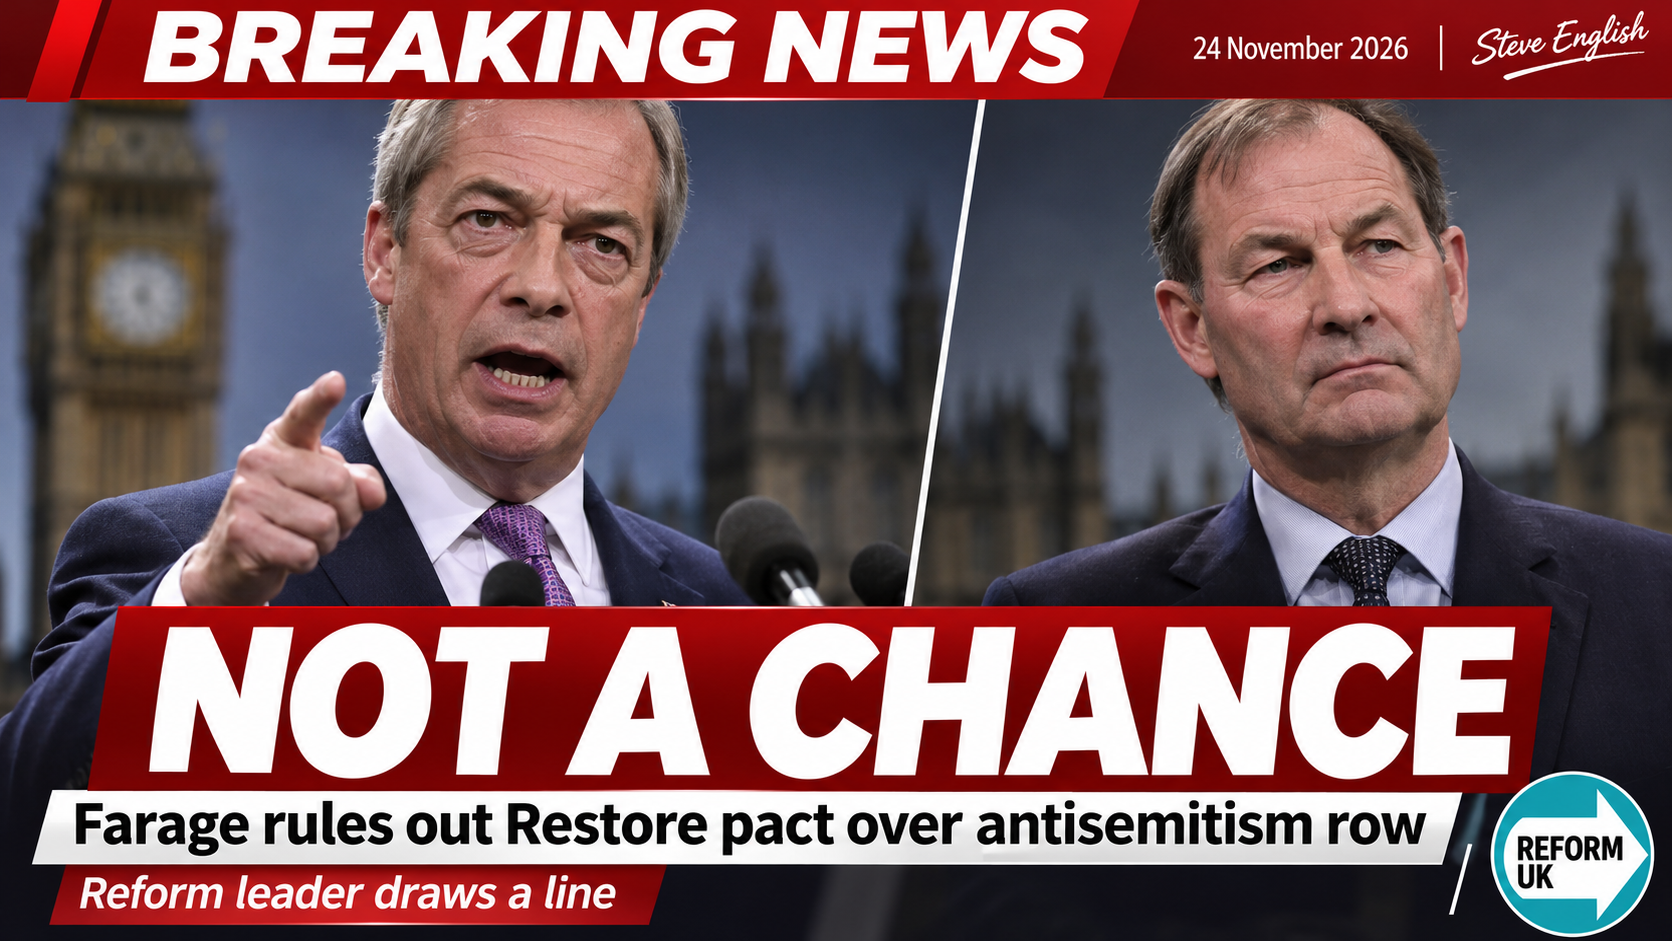 BREAKING NEWS
24 November 2026
Steve English
NOT A CHANCE
Farage rules out Restore pact over antisemitism row
Reform leader draws a line
REFORM
UK